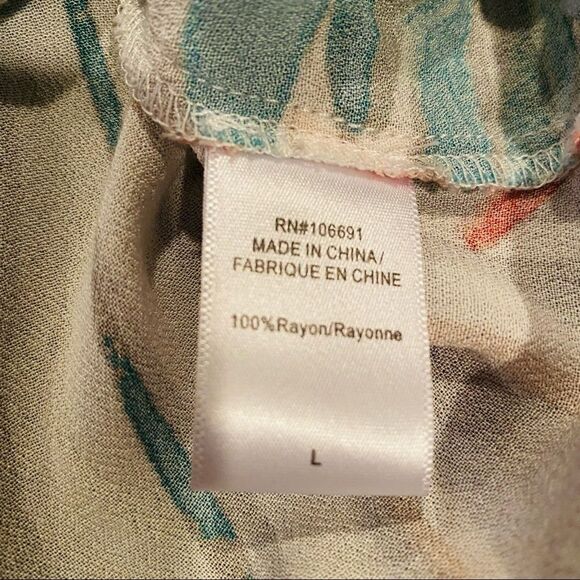 RN#106691
MADE IN CHINA/
FABRIQUE EN CHINE
100%Rayon/Rayonne
L